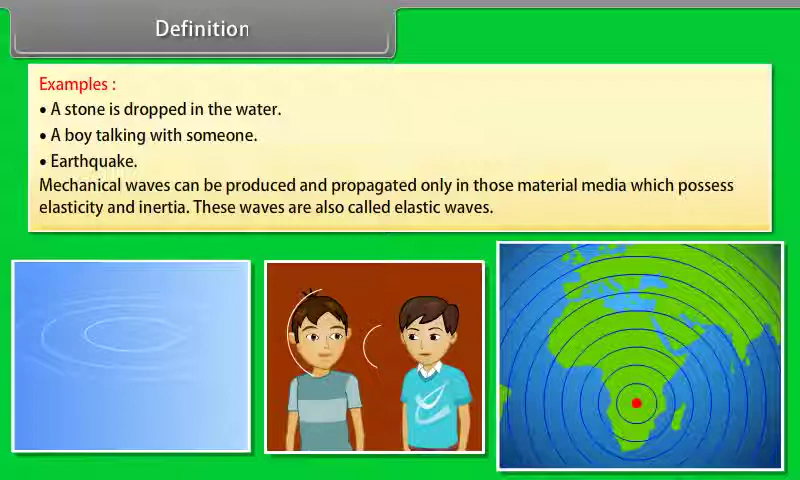 Definition
Examples :
• A stone is dropped in the water.
• A boy talking with someone.
• Earthquake.
Mechanical waves can be produced and propagated only in those material media which possess
elasticity and inertia. These waves are also called elastic waves.